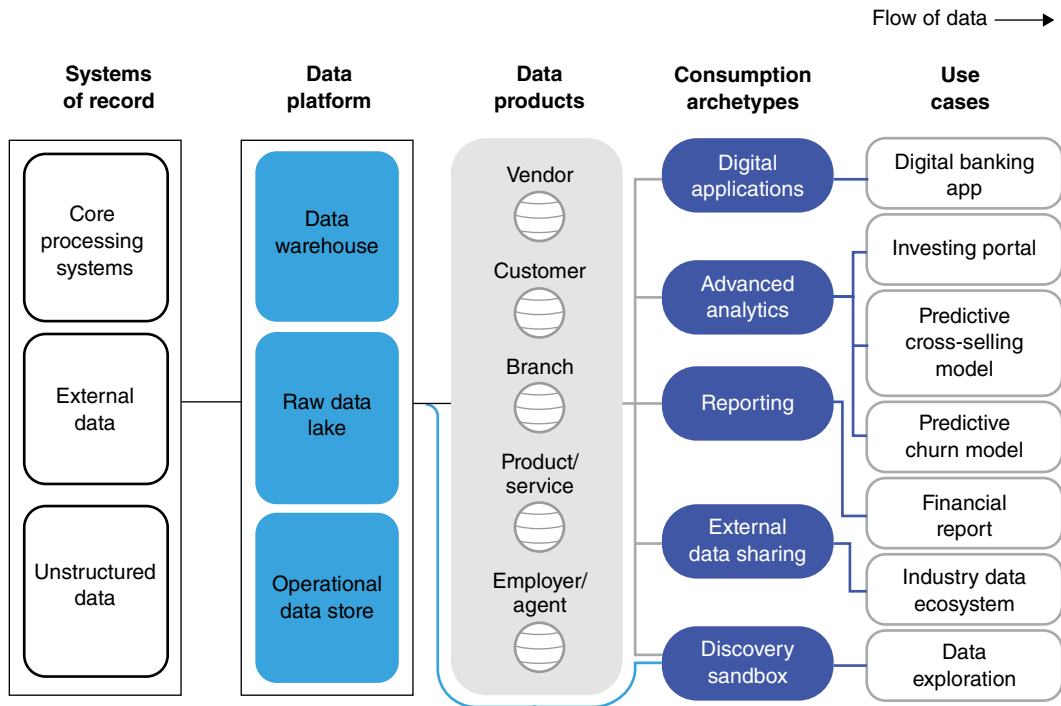 Flow of data
Systems
of record
Data
platform
Data
products
Consumption
archetypes
Use
cases
Core
processing
systems
External
data
Unstructured
data
Data
warehouse
Raw data
lake
Operational
data store
Vendor
Customer
Branch
Product/
service
Employer/
agent
Digital
applications
Advanced
analytics
Reporting
External
data sharing
Discovery
sandbox
Digital banking
app
Investing portal
Predictive
cross-selling
model
Predictive
churn model
Financial
report
Industry data
ecosystem
Data
exploration